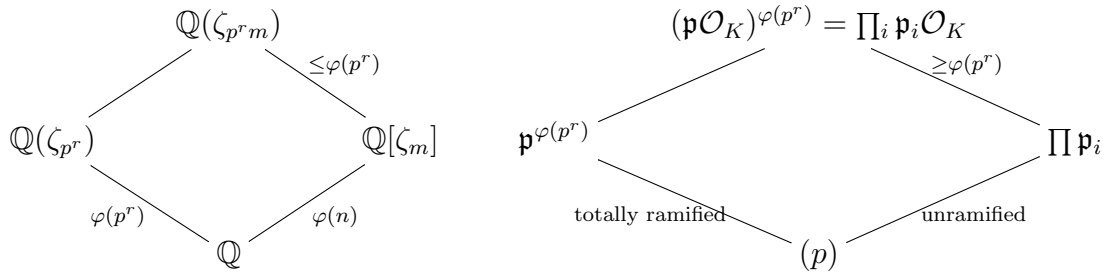 ℚ(ζ_{p^r m})
≤φ(p^r)
ℚ(ζ_{p^r})
ℚ[ζ_m]
φ(p^r)
φ(n)
ℚ
(𝔭𝒪_K)^{φ(p^r)} = ∏_i 𝔭_i𝒪_K
≥φ(p^r)
𝔭^{φ(p^r)}
∏ 𝔭_i
totally ramified
unramified
(p)